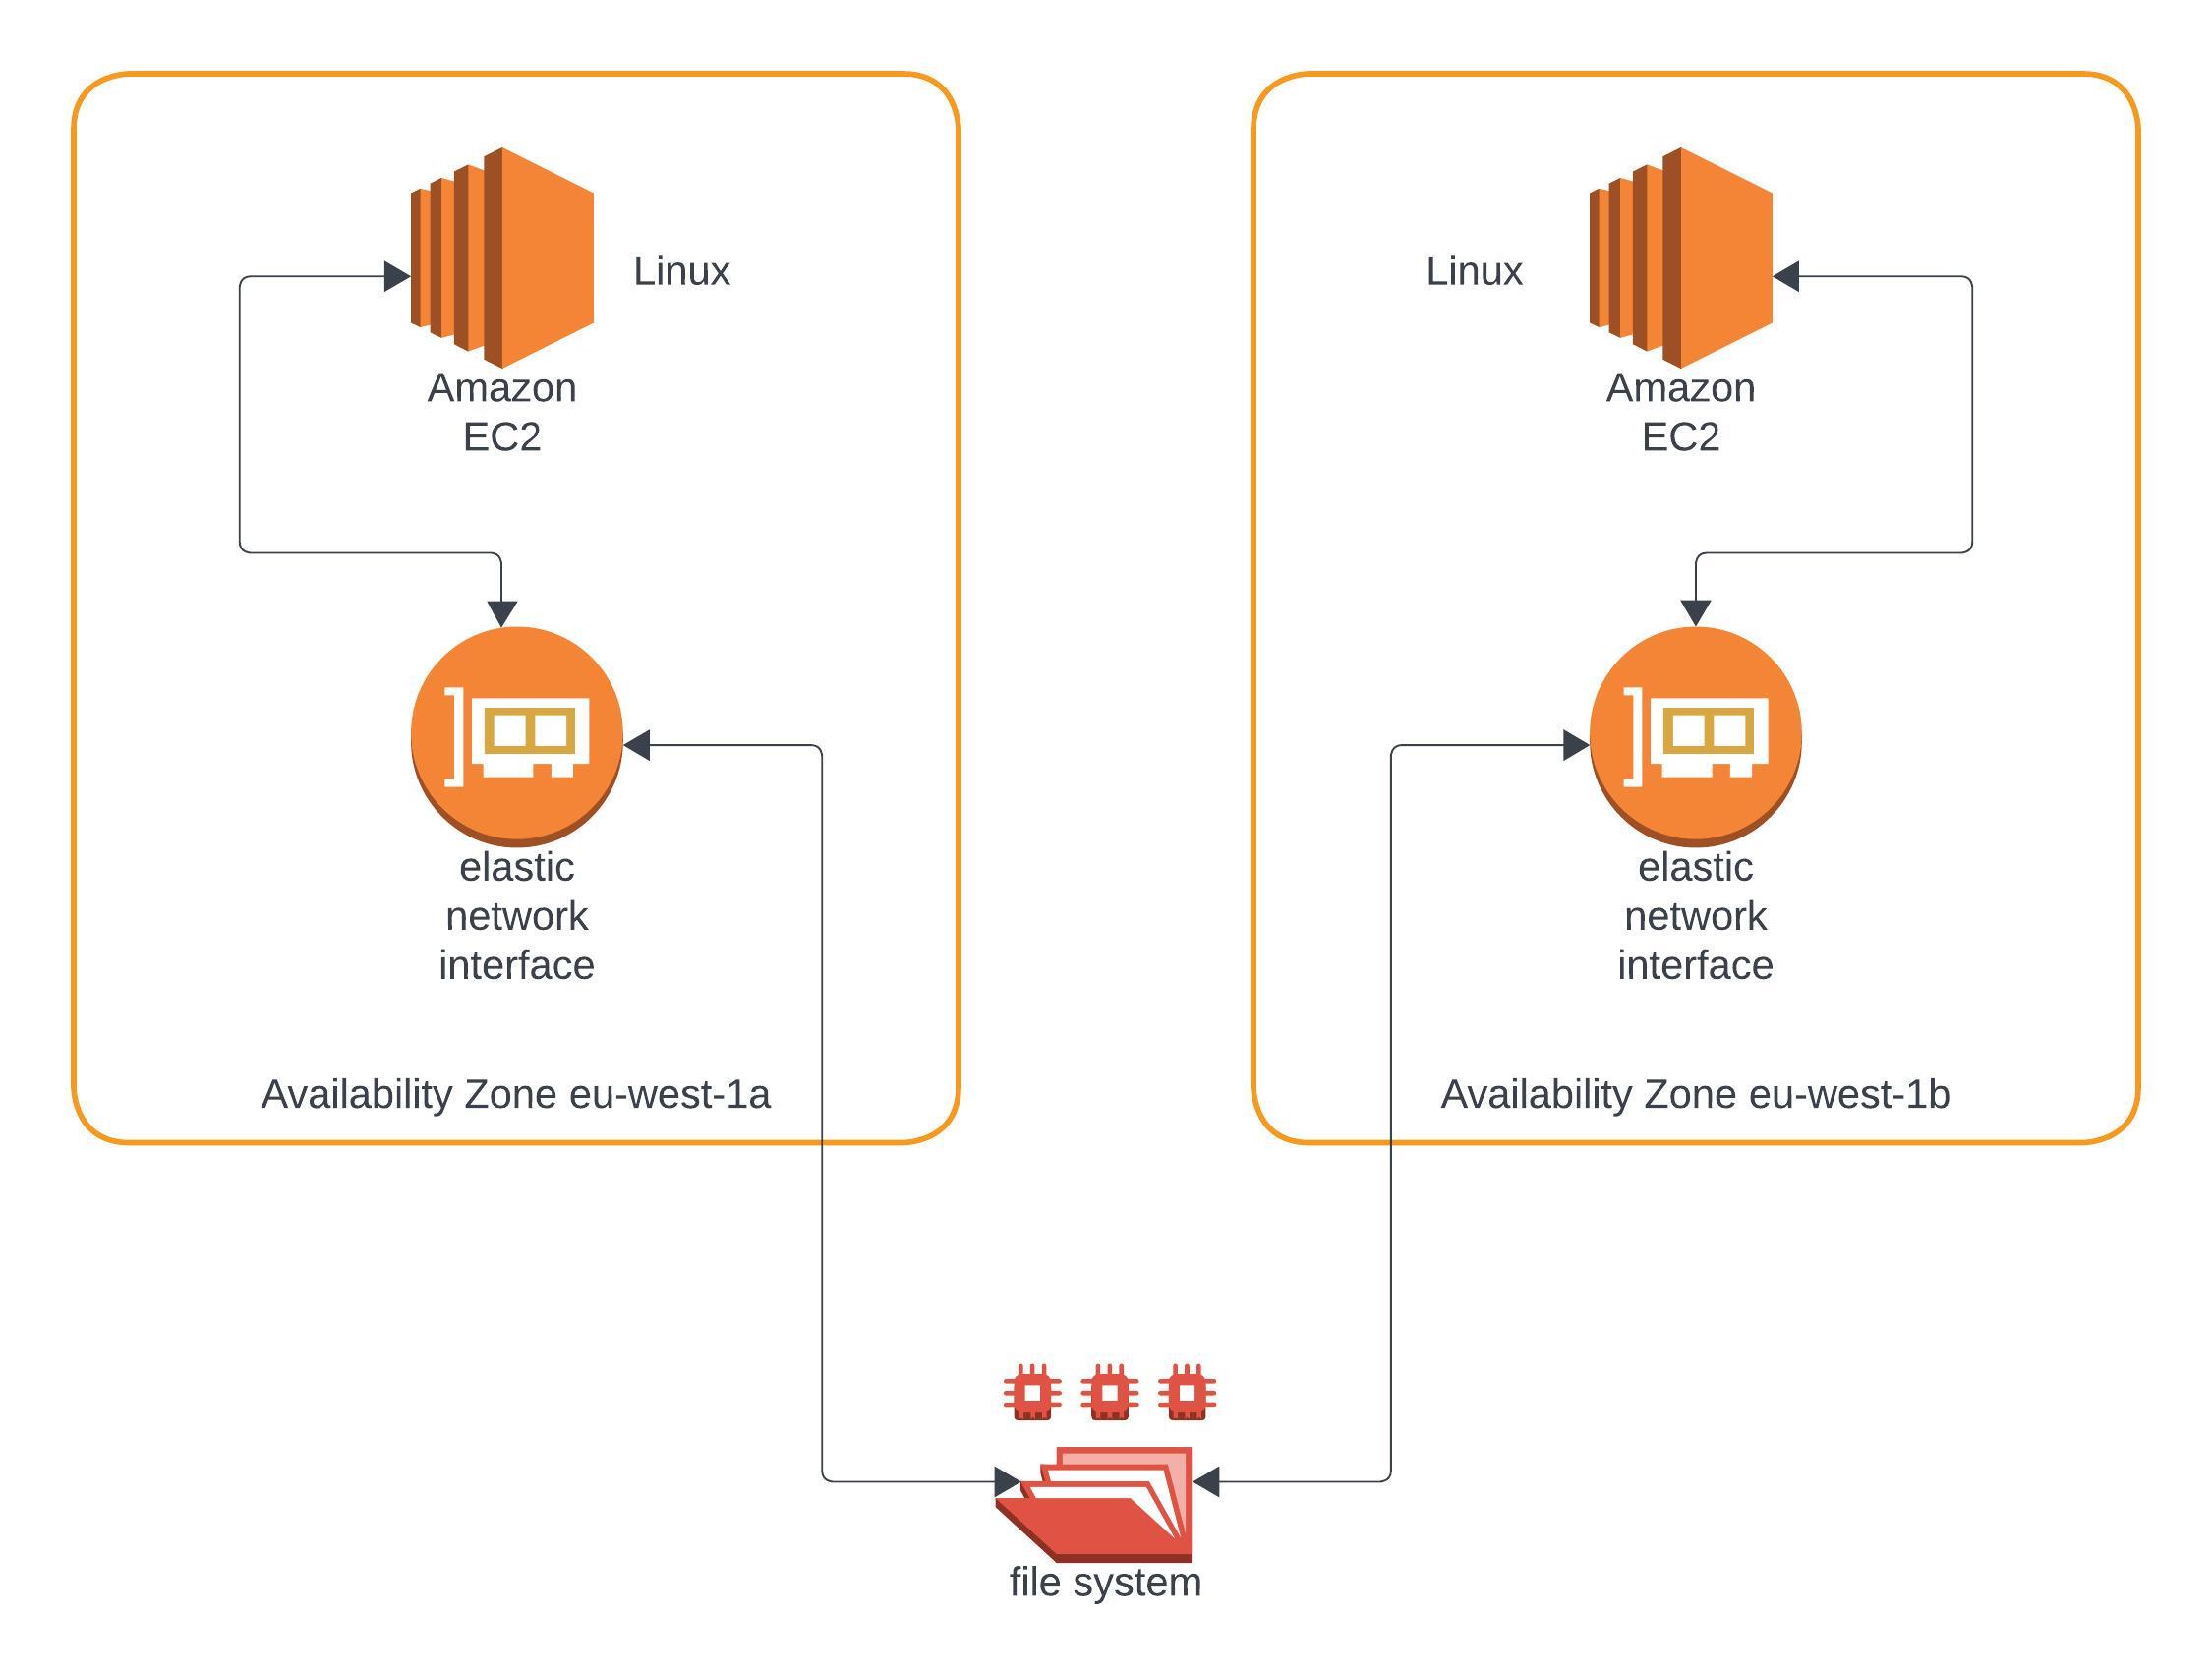 Linux
Amazon
EC2
elastic
network
interface
Availability Zone eu-west-1a
Linux
Amazon
EC2
elastic
network
interface
Availability Zone eu-west-1b
file system